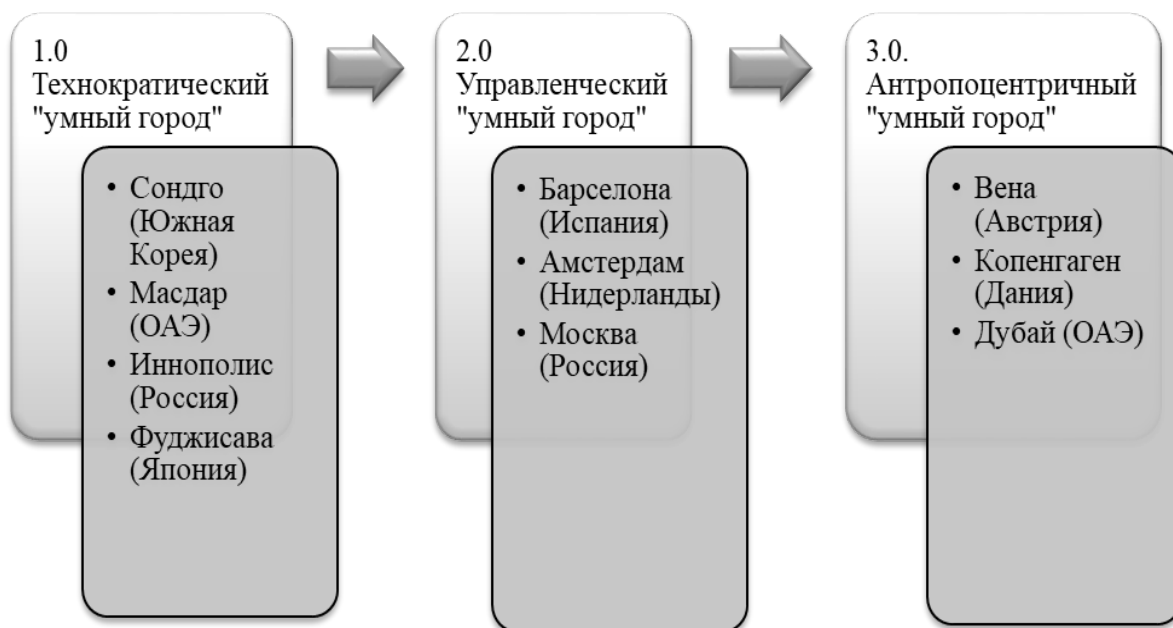 1.0
Технократический
"умный город"
• Сондго
(Южная
Корея)
• Масдар
(ОАЭ)
• Иннополис
(Россия)
• Фуджисава
(Япония)
2.0
Управленческий
"умный город"
• Барселона
(Испания)
• Амстердам
(Нидерланды)
• Москва
(Россия)
3.0.
Антропоцентричный
"умный город"
• Вена
(Австрия)
• Копенгаген
(Дания)
• Дубай (ОАЭ)